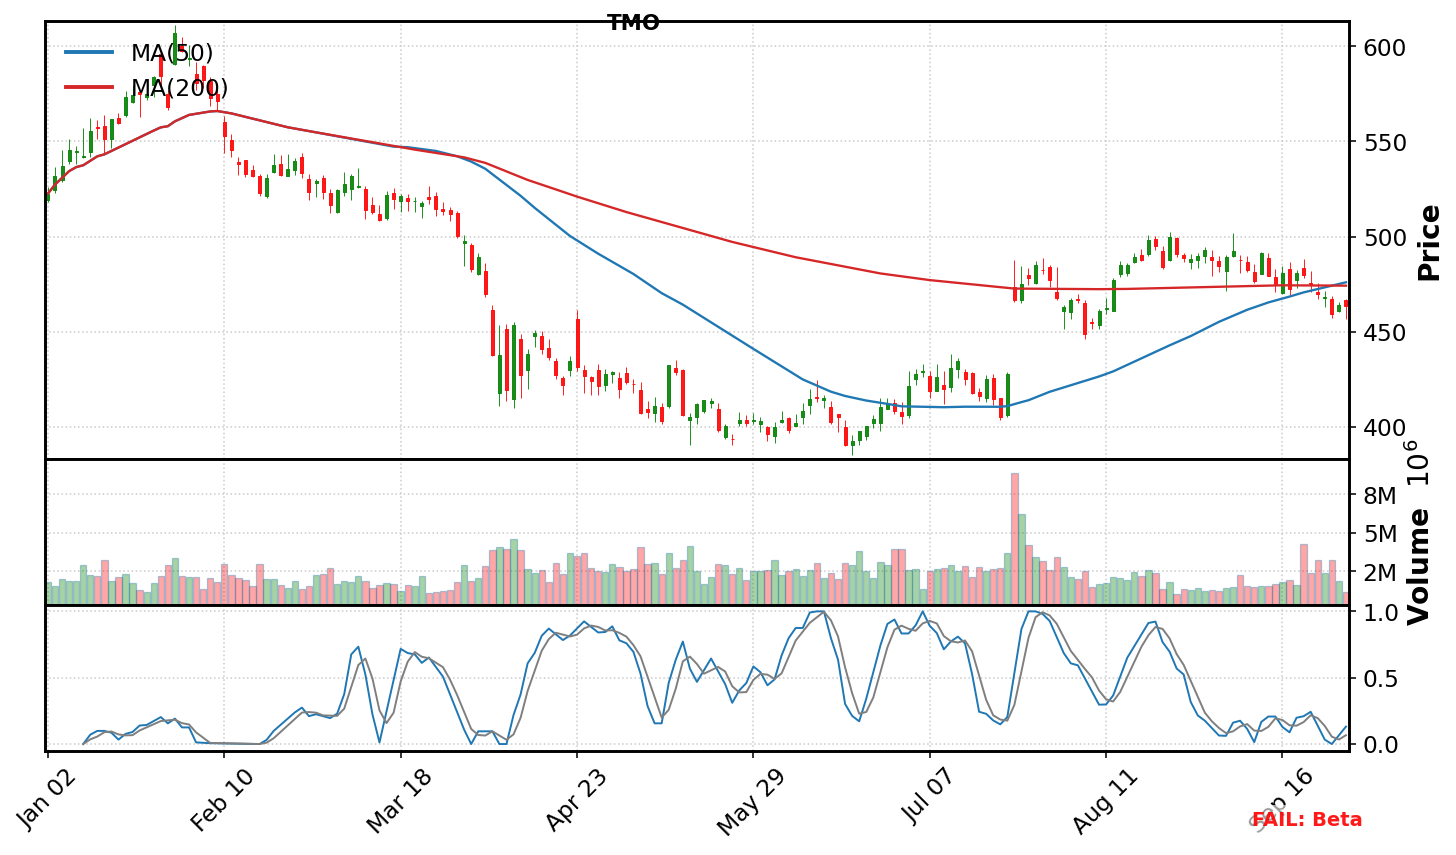 TMO
MA(50)
MA(200)
600
550
500
450
400
Price
8M
5M
2M
Volume 10^6
1.0
0.5
0.0
Jan 02
Feb 10
Mar 18
Apr 23
May 29
Jul 07
Aug 11
Sep 16
FAIL: Beta